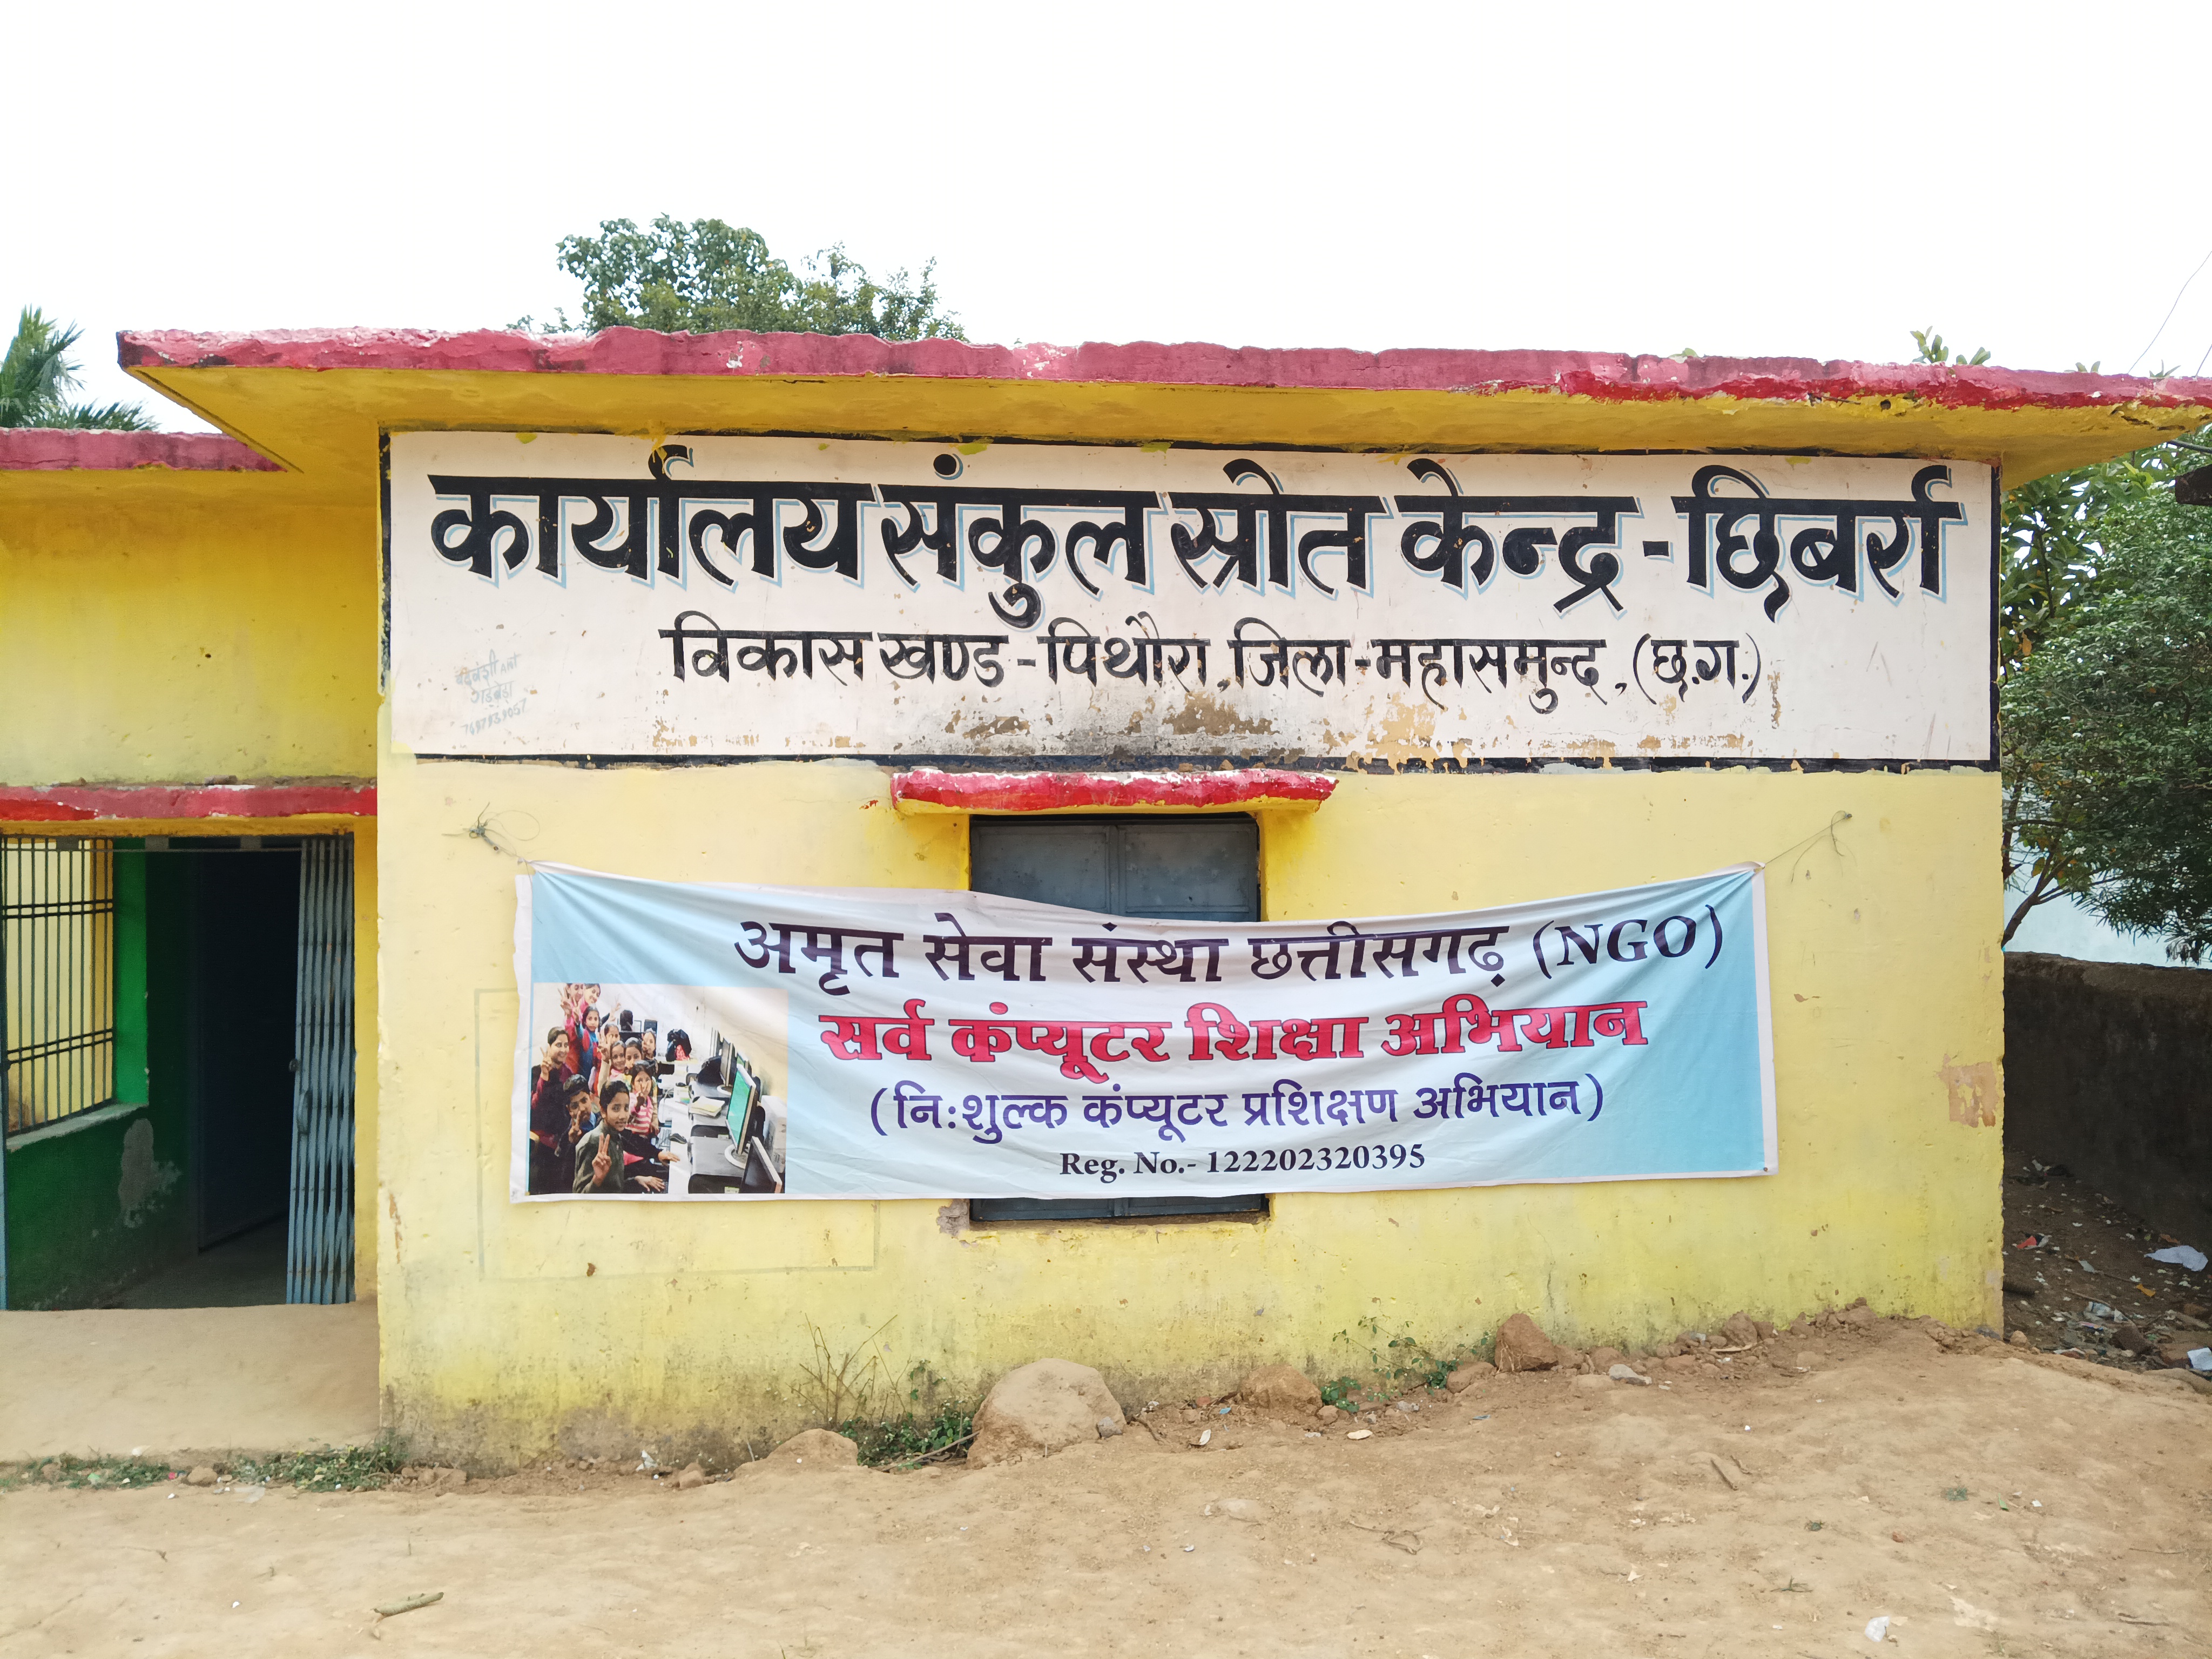 कार्यालय संकुल स्रोत केन्द्र - छिबर्रा
विकास खण्ड - पिथौरा, जिला - महासमुन्द, (छ.ग.)
अमृत सेवा संस्था छत्तीसगढ़ (NGO)
सर्व कंप्यूटर शिक्षा अभियान
(नि:शुल्क कंप्यूटर प्रशिक्षण अभियान)
Reg. No.- 122202320395